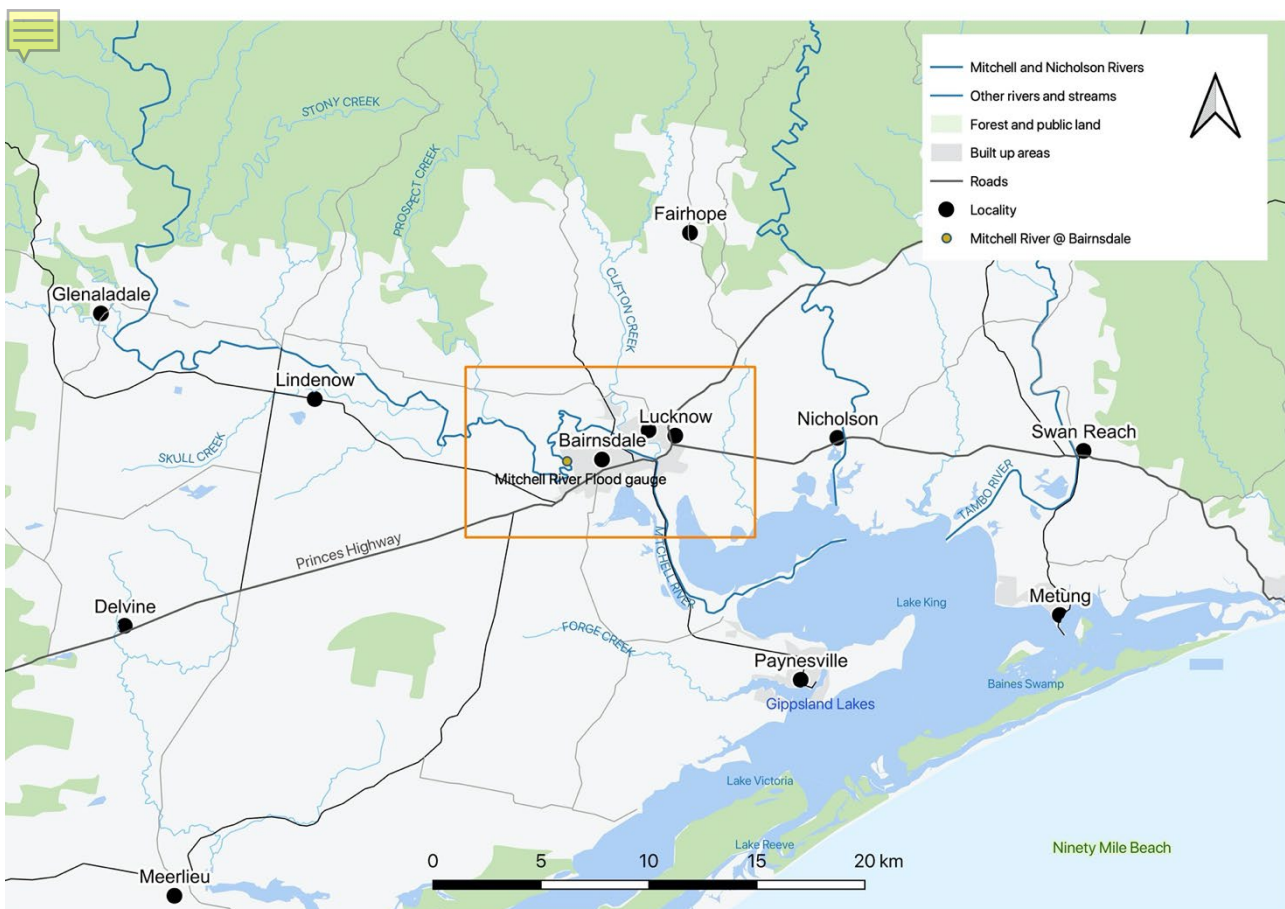 Mitchell and Nicholson Rivers
Other rivers and streams
Forest and public land
Built up areas
Roads
Locality
Mitchell River @ Bairnsdale
STONY CREEK
PROSPECT CREEK
Fairhope
CLIFTON CREEK
Glenaladale
Lindenow
Lucknow
Nicholson
Swan Reach
Bairnsdale
SKULL CREEK
Mitchell River Flood gauge
TAMBO RIVER
Princes Highway
MITCHELL RIVER
Delvine
Lake King
Metung
FORGE CREEK
Paynesville
Baines Swamp
Gippsland Lakes
Lake Victoria
Lake Reeve
Ninety Mile Beach
Meerlieu
0 5 10 15 20 km